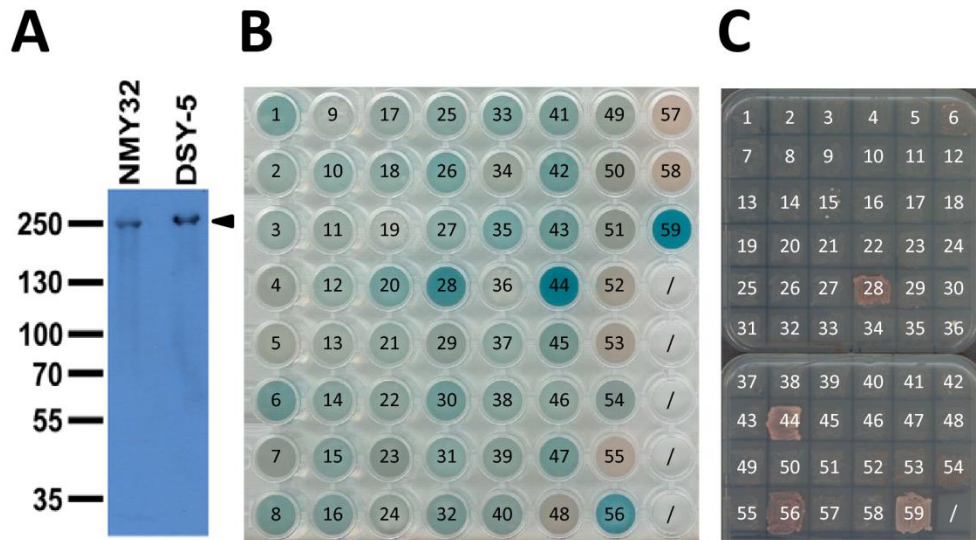 A
B
C
NMY32
DSY-5
250
130
100
70
55
35
1 9 17 25 33 41 49 57
2 10 18 26 34 42 50 58
3 11 19 27 35 43 51 59
4 12 20 28 36 44 52 /
5 13 21 29 37 45 53 /
6 14 22 30 38 46 54 /
7 15 23 31 39 47 55 /
8 16 24 32 40 48 56 /
1 2 3 4 5 6
7 8 9 10 11 12
13 14 15 16 17 18
19 20 21 22 23 24
25 26 27 28 29 30
31 32 33 34 35 36
37 38 39 40 41 42
43 44 45 46 47 48
49 50 51 52 53 54
55 56 57 58 59 /